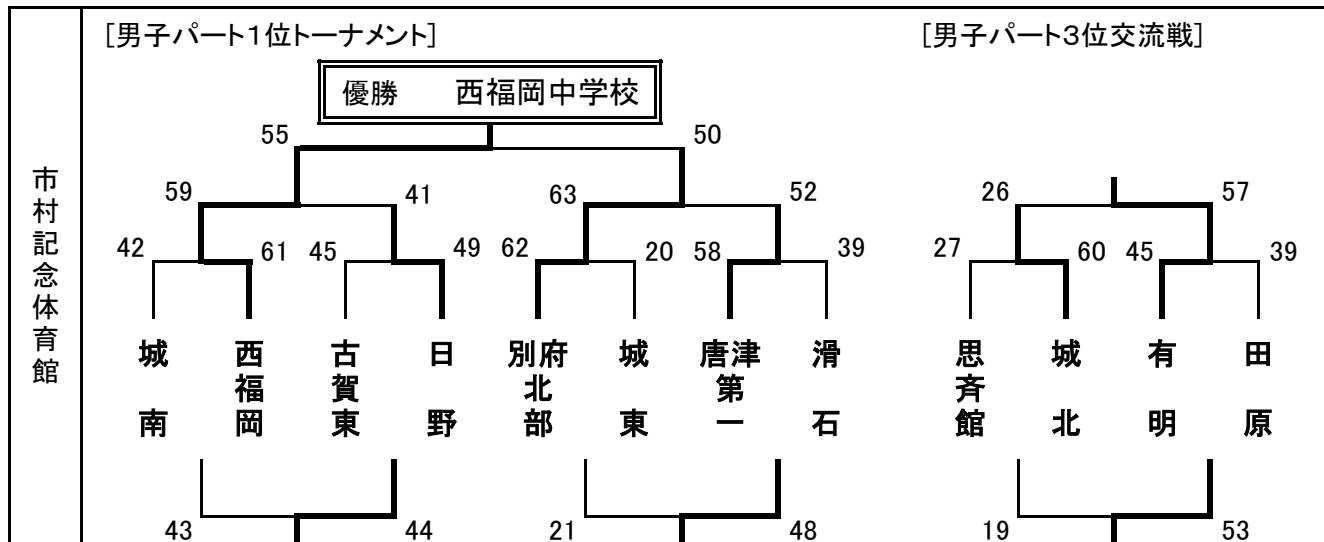 [男子パート1位トーナメント]
[男子パート3位交流戦]
優勝 西福岡中学校
55 50
59 41 63 52 26 57
42 61 45 49 62 20 58 39 27 60 45 39
市村記念体育館
城南
西福岡
古賀東
日野
別府北部
城東
唐津第一
滑石
思斉館
城北
有明
田原
43 44 21 48 19 53